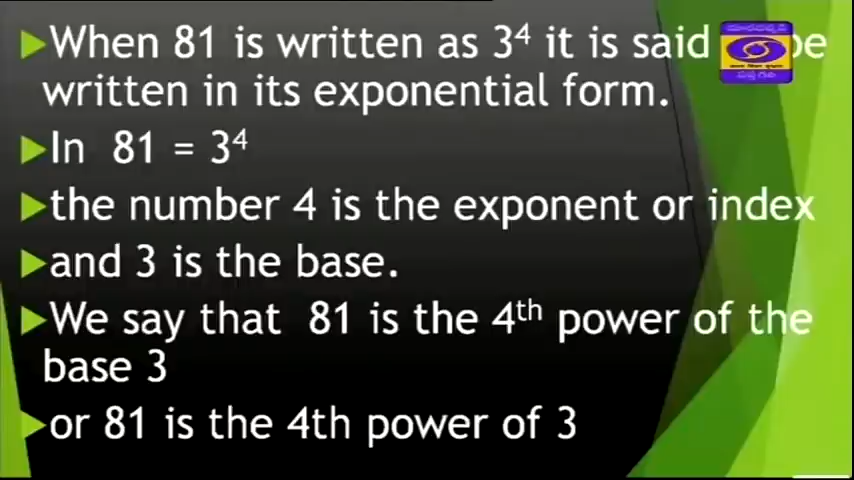 When 81 is written as 3⁴ it is said be
written in its exponential form.
In 81 = 3⁴
the number 4 is the exponent or index
and 3 is the base.
We say that 81 is the 4ᵗʰ power of the
base 3
or 81 is the 4th power of 3